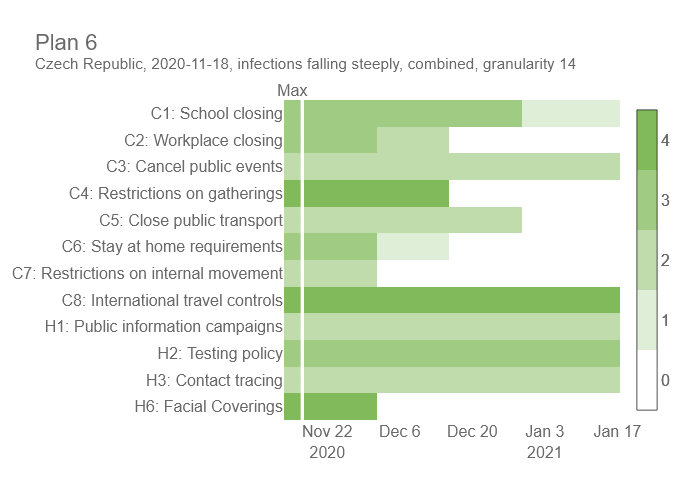 Plan 6
Czech Republic, 2020-11-18, infections falling steeply, combined, granularity 14
Max
C1: School closing
C2: Workplace closing
C3: Cancel public events
C4: Restrictions on gatherings
C5: Close public transport
C6: Stay at home requirements
C7: Restrictions on internal movement
C8: International travel controls
H1: Public information campaigns
H2: Testing policy
H3: Contact tracing
H6: Facial Coverings
4
3
2
1
0
Nov 22 Dec 6 Dec 20 Jan 3 Jan 17
2020 2021